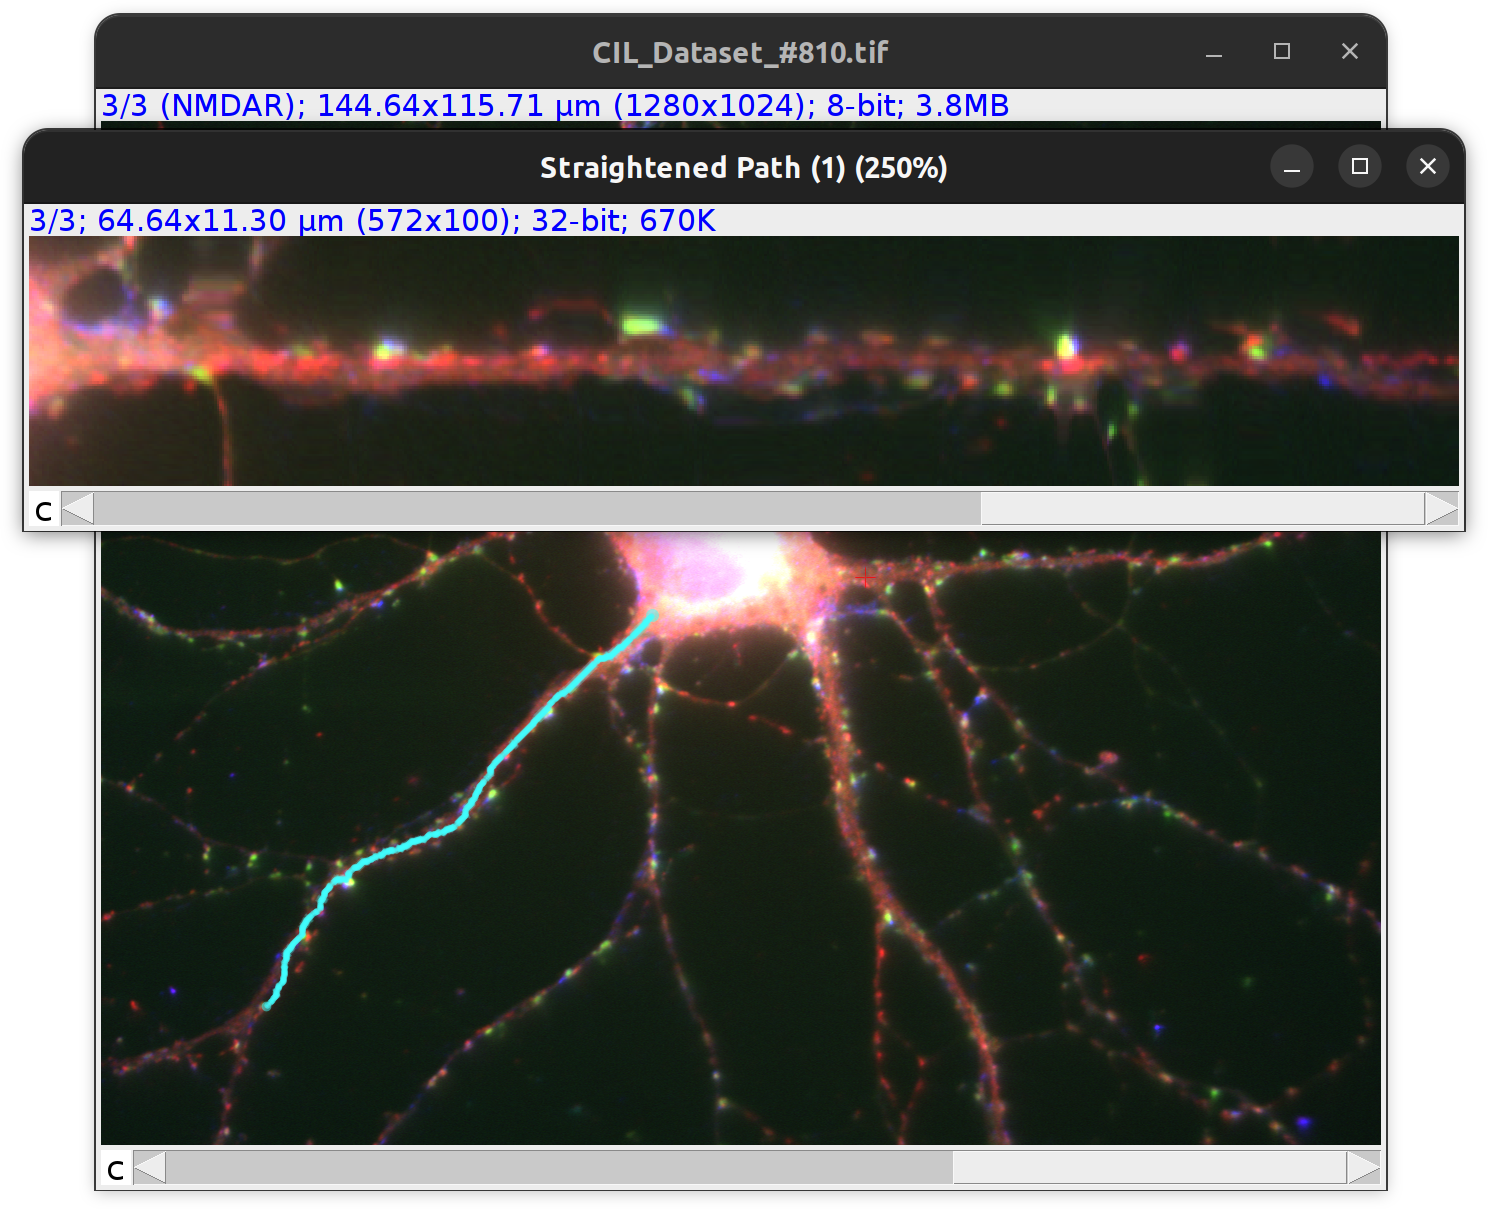 CIL_Dataset_#810.tif
3/3 (NMDAR); 144.64x115.71 µm (1280x1024); 8-bit; 3.8MB
Straightened Path (1) (250%)
3/3; 64.64x11.30 µm (572x100); 32-bit; 670K
c
c